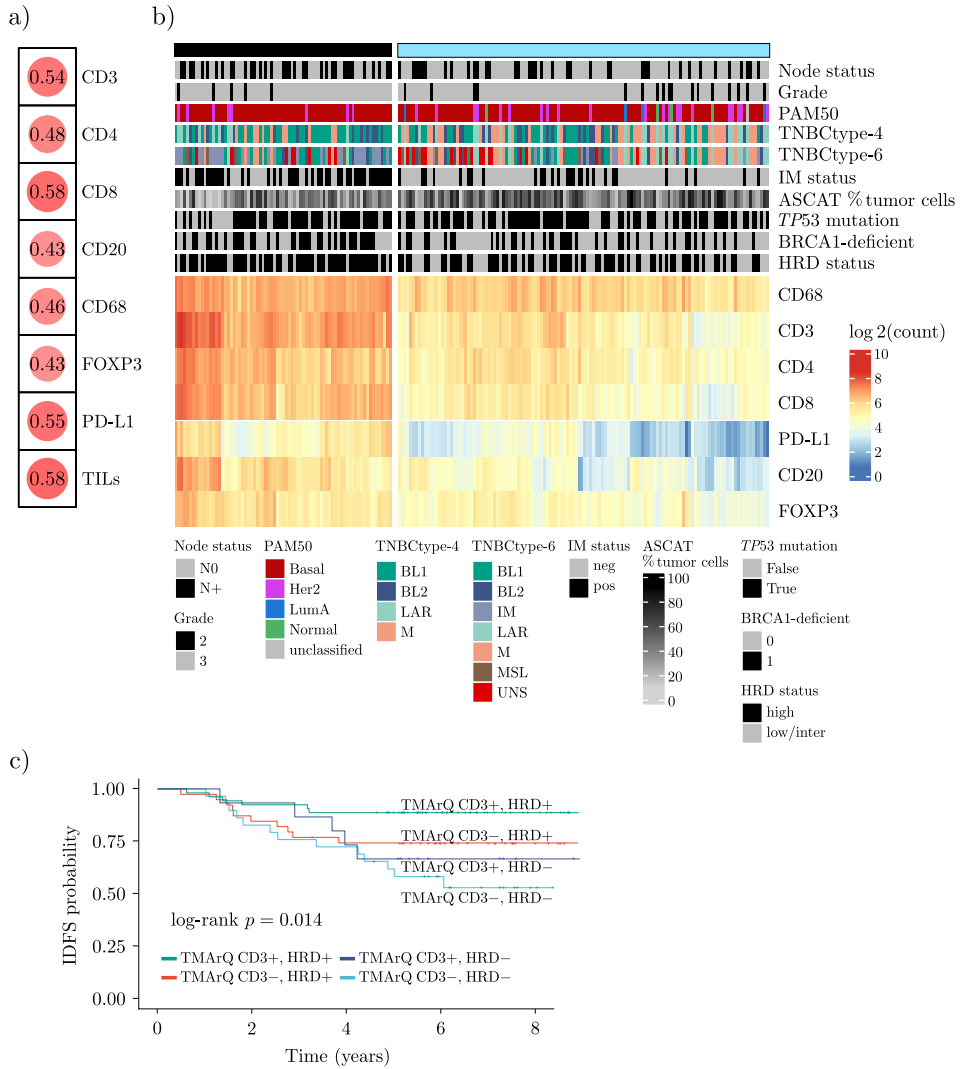 a)
0.54 CD3
0.48 CD4
0.58 CD8
0.43 CD20
0.46 CD68
0.43 FOXP3
0.55 PD-L1
0.58 TILs
b)
Node status
Grade
PAM50
TNBCtype-4
TNBCtype-6
IM status
ASCAT % tumor cells
TP53 mutation
BRCA1-deficient
HRD status
CD68
CD3
CD4
CD8
PD-L1
CD20
FOXP3
log 2(count)
10
8
6
4
2
0
Node status
N0
N+
Grade
2
3
PAM50
Basal
Her2
LumA
Normal
unclassified
TNBCtype-4
BL1
BL2
LAR
M
TNBCtype-6
BL1
BL2
IM
LAR
M
MSL
UNS
IM status
neg
pos
ASCAT
% tumor cells
100
80
60
40
20
0
TP53 mutation
False
True
BRCA1-deficient
0
1
HRD status
high
low/inter
c)
IDFS probability
1.00
0.75
0.50
0.25
0.00
TMArQ CD3+, HRD+
TMArQ CD3−, HRD+
TMArQ CD3+, HRD−
TMArQ CD3−, HRD−
log-rank p = 0.014
TMArQ CD3+, HRD+ TMArQ CD3+, HRD−
TMArQ CD3−, HRD+ TMArQ CD3−, HRD−
0 2 4 6 8
Time (years)